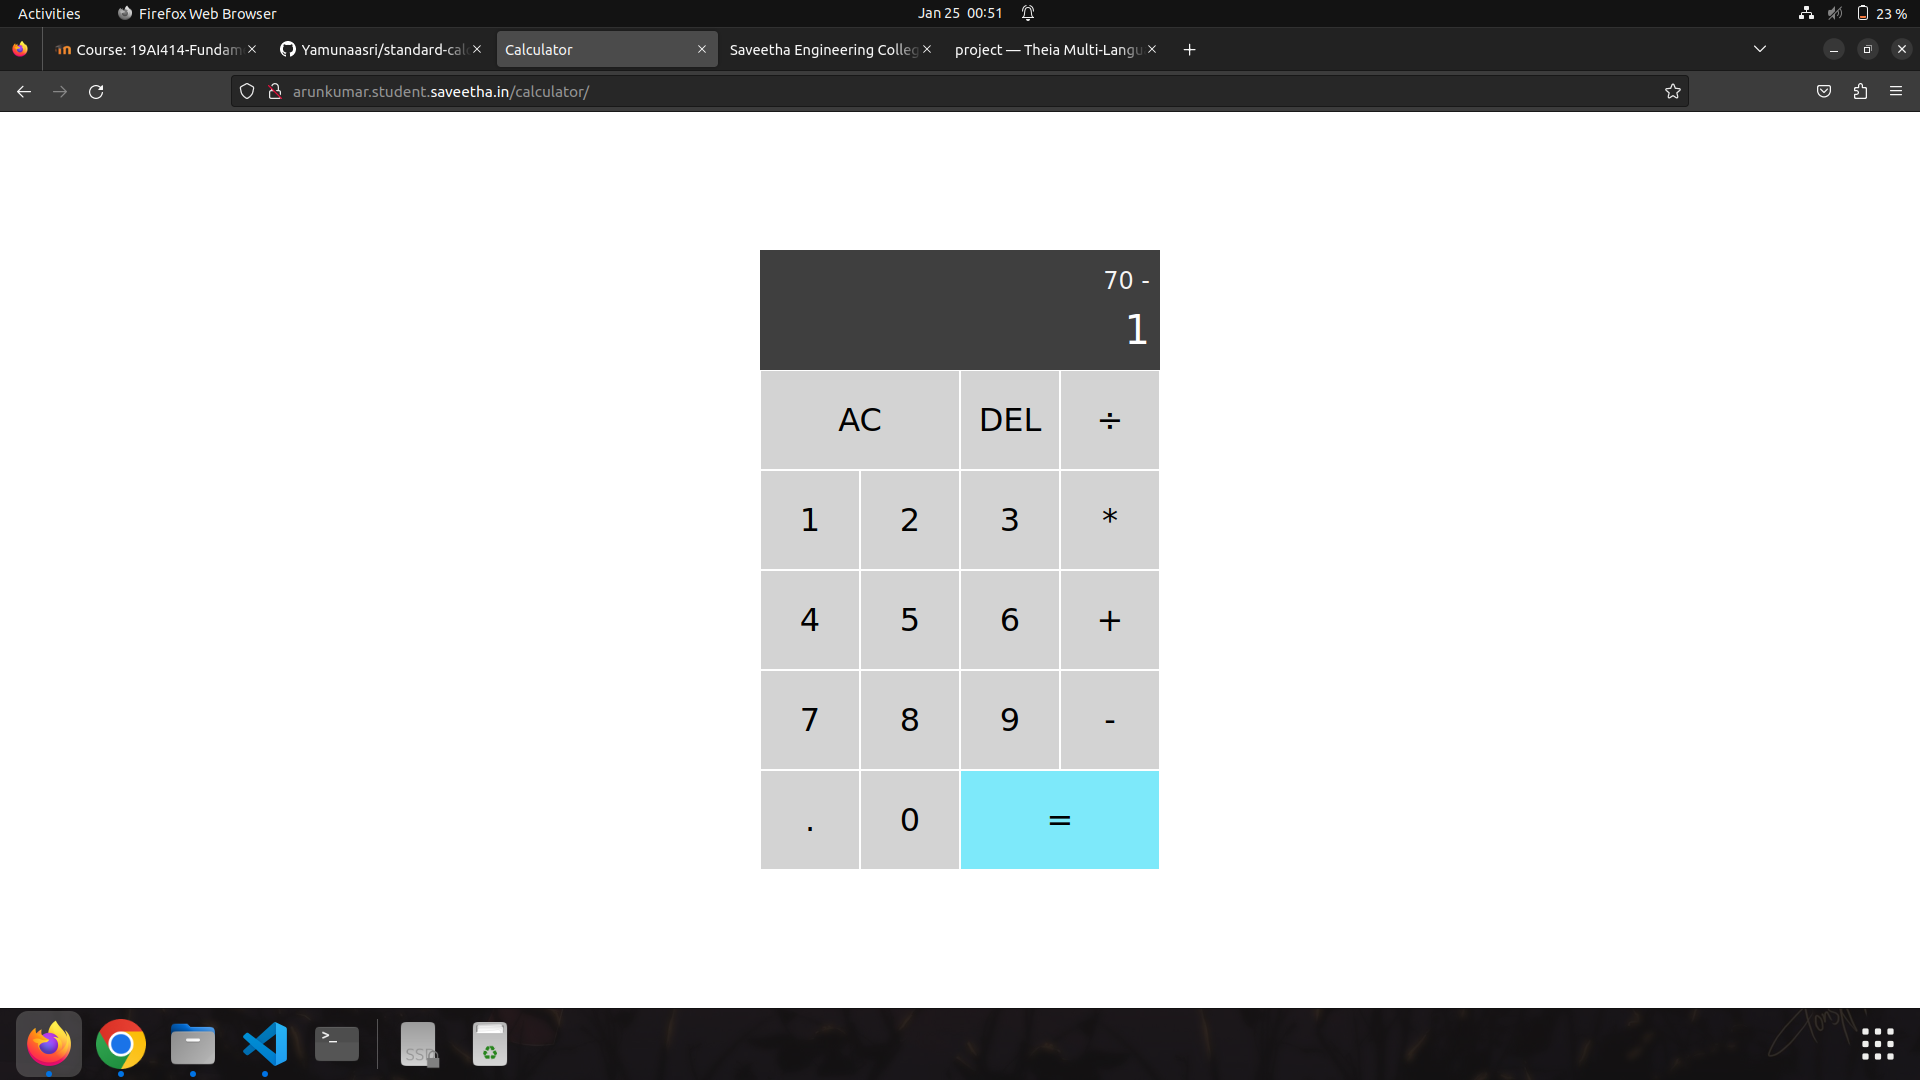 Activities Firefox Web Browser Jan 25 00:51 23 %
Course: 19AI414-Fundam Yamunaasri/standard-cal Calculator Saveetha Engineering Colleg project — Theia Multi-Langu
arunkumar.student.saveetha.in/calculator/
70 -
1
AC DEL ÷
1 2 3 *
4 5 6 +
7 8 9 -
. 0 =
>_
SSD